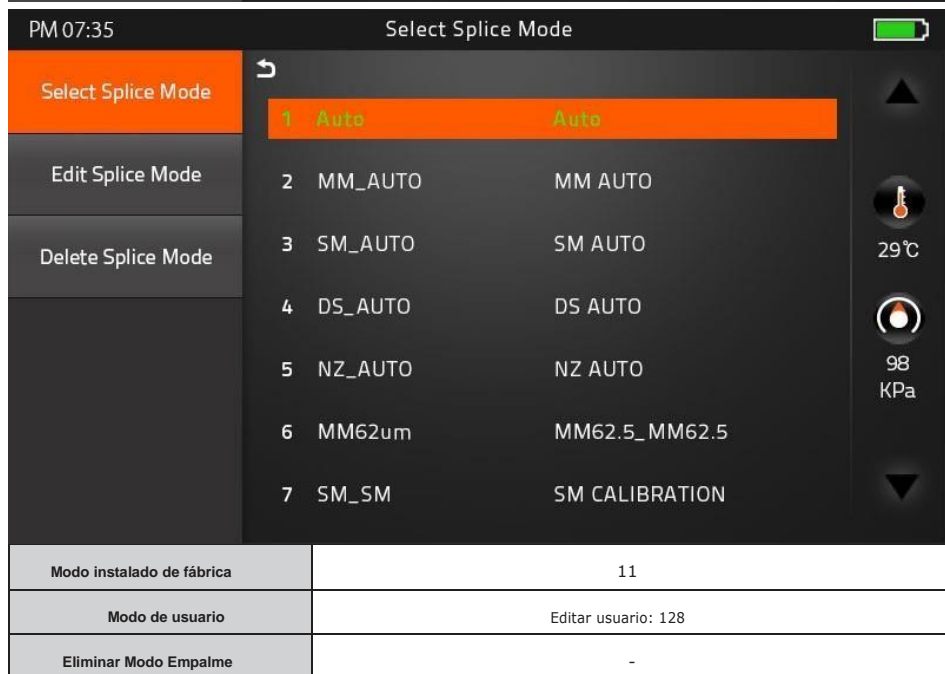 PM 07:35 Select Splice Mode
Select Splice Mode
Edit Splice Mode
Delete Splice Mode
1 Auto Auto
2 MM_AUTO MM AUTO
3 SM_AUTO SM AUTO
4 DS_AUTO DS AUTO
5 NZ_AUTO NZ AUTO
6 MM62um MM62.5_MM62.5
7 SM_SM SM CALIBRATION
29℃
98
KPa
Modo instalado de fábrica 11
Modo de usuario Editar usuario: 128
Eliminar Modo Empalme -